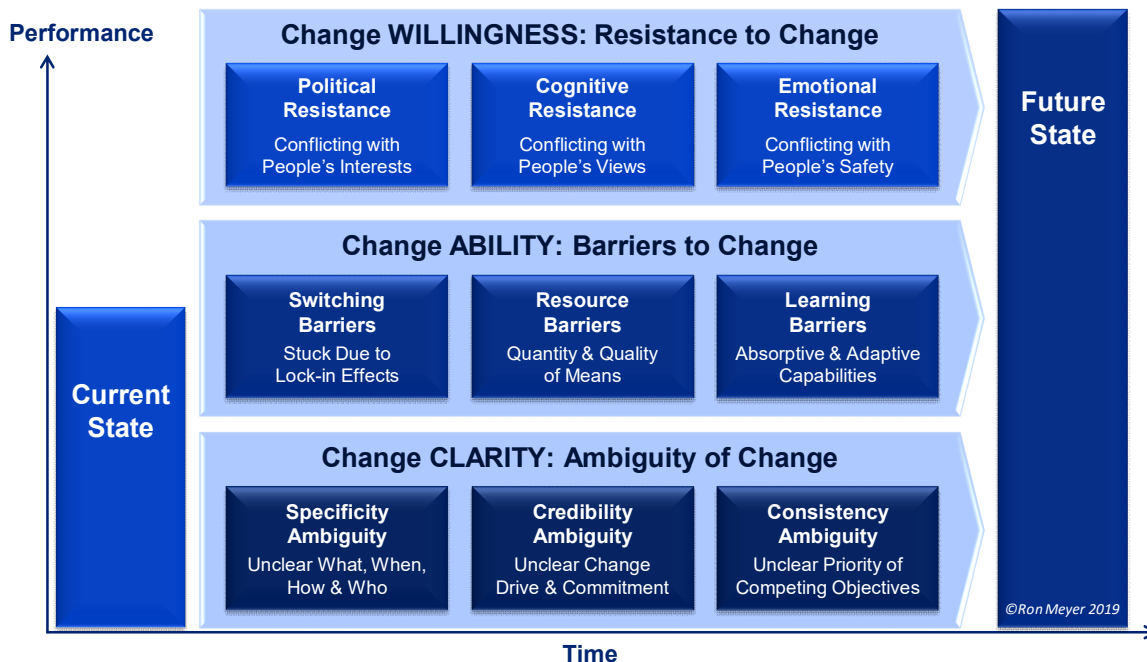 Performance
Change WILLINGNESS: Resistance to Change
Political
Resistance
Conflicting with
People's Interests
Cognitive
Resistance
Conflicting with
People's Views
Emotional
Resistance
Conflicting with
People's Safety
Change ABILITY: Barriers to Change
Switching
Barriers
Stuck Due to
Lock-in Effects
Resource
Barriers
Quantity & Quality
of Means
Learning
Barriers
Absorptive & Adaptive
Capabilities
Change CLARITY: Ambiguity of Change
Specificity
Ambiguity
Unclear What, When,
How & Who
Credibility
Ambiguity
Unclear Change
Drive & Commitment
Consistency
Ambiguity
Unclear Priority of
Competing Objectives
Current
State
Future
State
©Ron Meyer 2019
Time